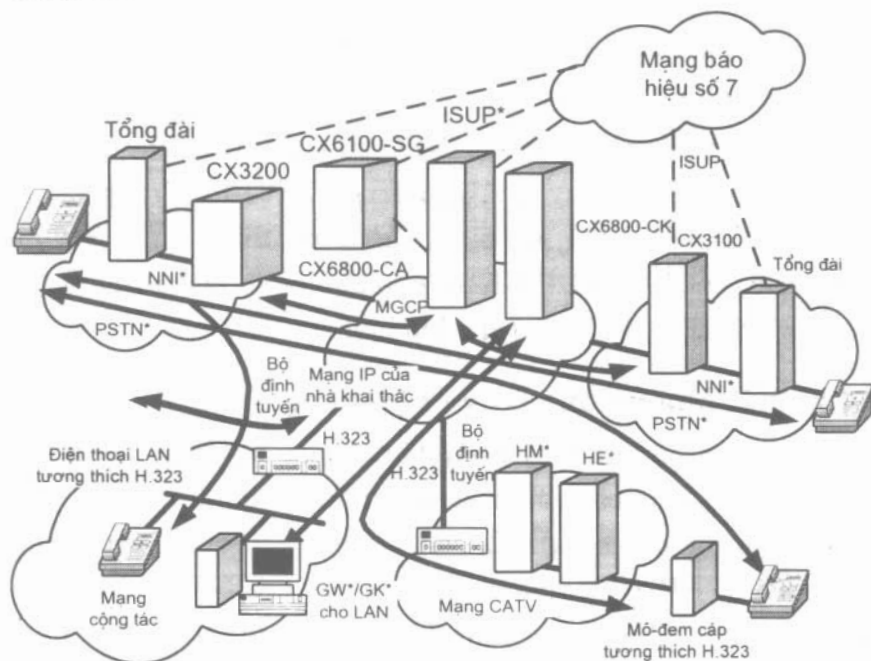 Mạng báo
hiệu số 7
ISUP*
Tổng đài
CX6100-SG
ISUP
CX3200
CX6800-CK
CX3100
CX6800-CA
Tổng đài
NNI*
MGCP
PSTN*
Bộ
định
tuyến
Mạng IP của
nhà khai thác
NNI*
PSTN*
H.323
Bộ
định
tuyến
HM*
HE*
Điện thoại LAN
tương thích H.323
H.323
Mạng
cộng tác
GW*/GK*
cho LAN
Mạng CATV
Mô-đem cáp
tương thích H.323